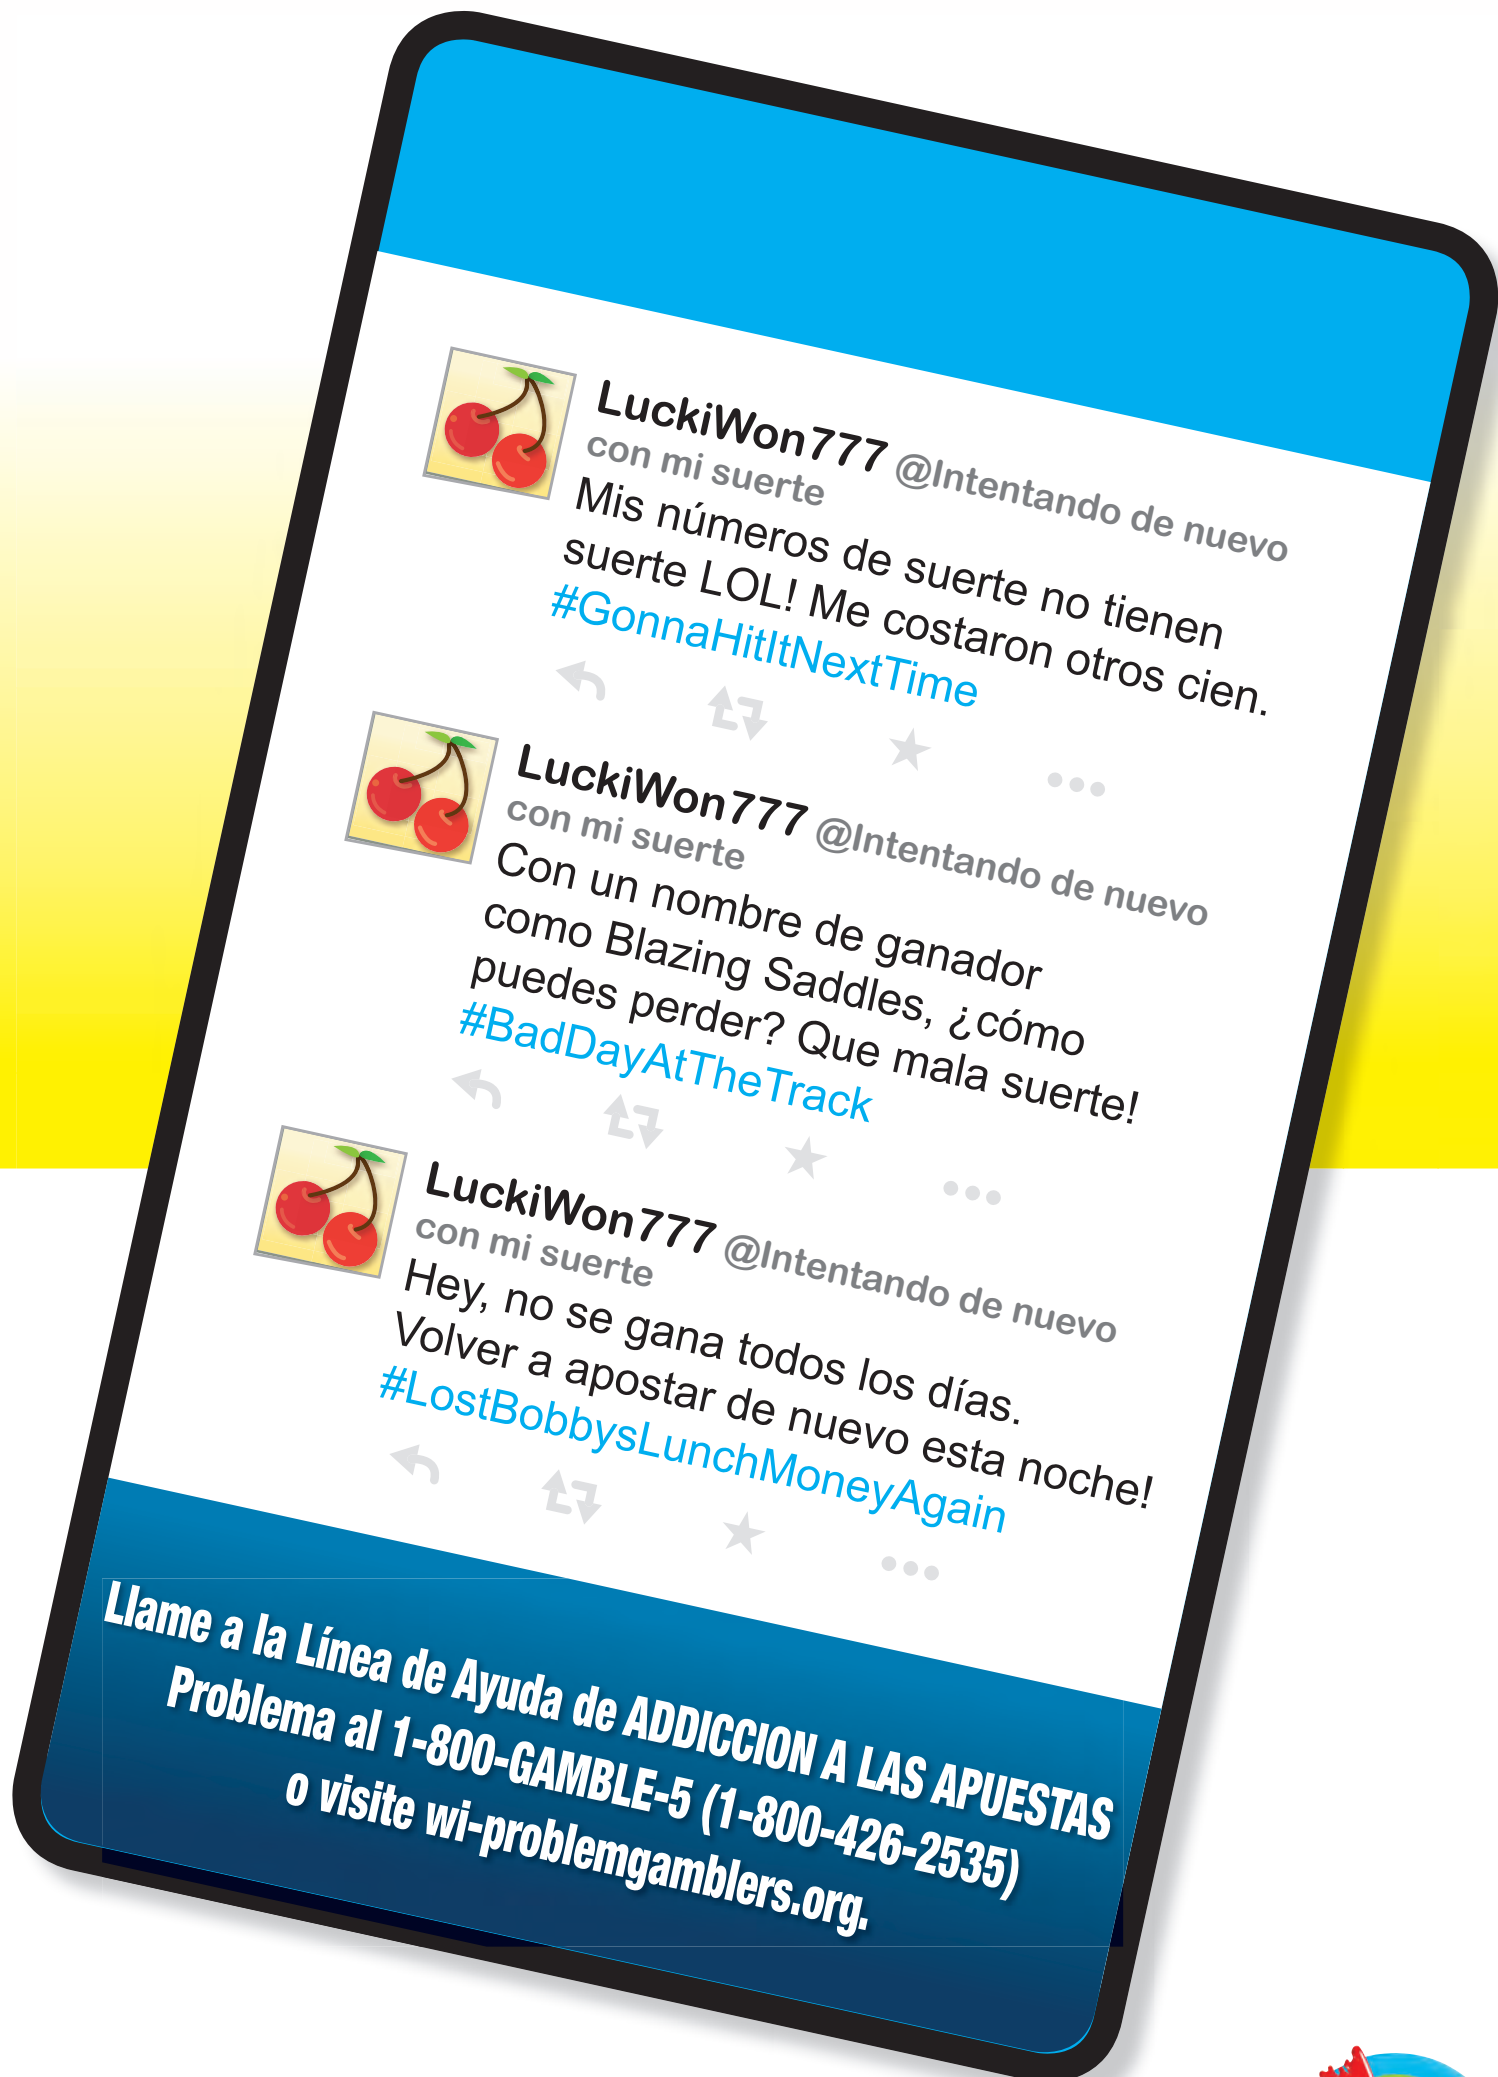 LuckiWon777 @Intentando de nuevo
con mi suerte
Mis números de suerte no tienen
suerte LOL! Me costaron otros cien.
#GonnaHitItNextTime
LuckiWon777 @Intentando de nuevo
con mi suerte
Con un nombre de ganador
como Blazing Saddles, ¿cómo
puedes perder? Que mala suerte!
#BadDayAtTheTrack
LuckiWon777 @Intentando de nuevo
con mi suerte
Hey, no se gana todos los días.
Volver a apostar de nuevo esta noche!
#LostBobbysLunchMoneyAgain
Llame a la Línea de Ayuda de ADDICCION A LAS APUESTAS
Problema al 1-800-GAMBLE-5 (1-800-426-2535)
o visite wi-problemgamblers.org.